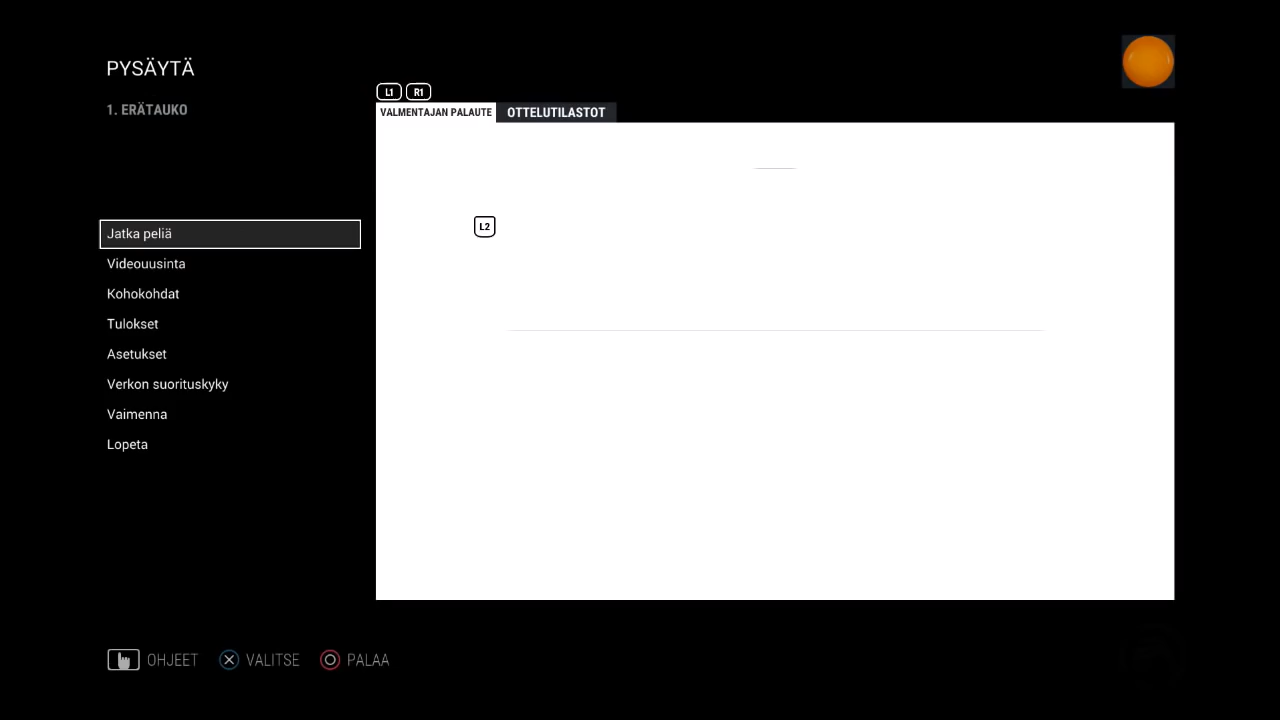 PYSÄYTÄ
1. ERÄTAUKO
L1 R1
VALMENTAJAN PALAUTE OTTELUTILASTOT
L2
Jatka peliä
Videouusinta
Kohokohdat
Tulokset
Asetukset
Verkon suorituskyky
Vaimenna
Lopeta
OHJEET VALITSE PALAA